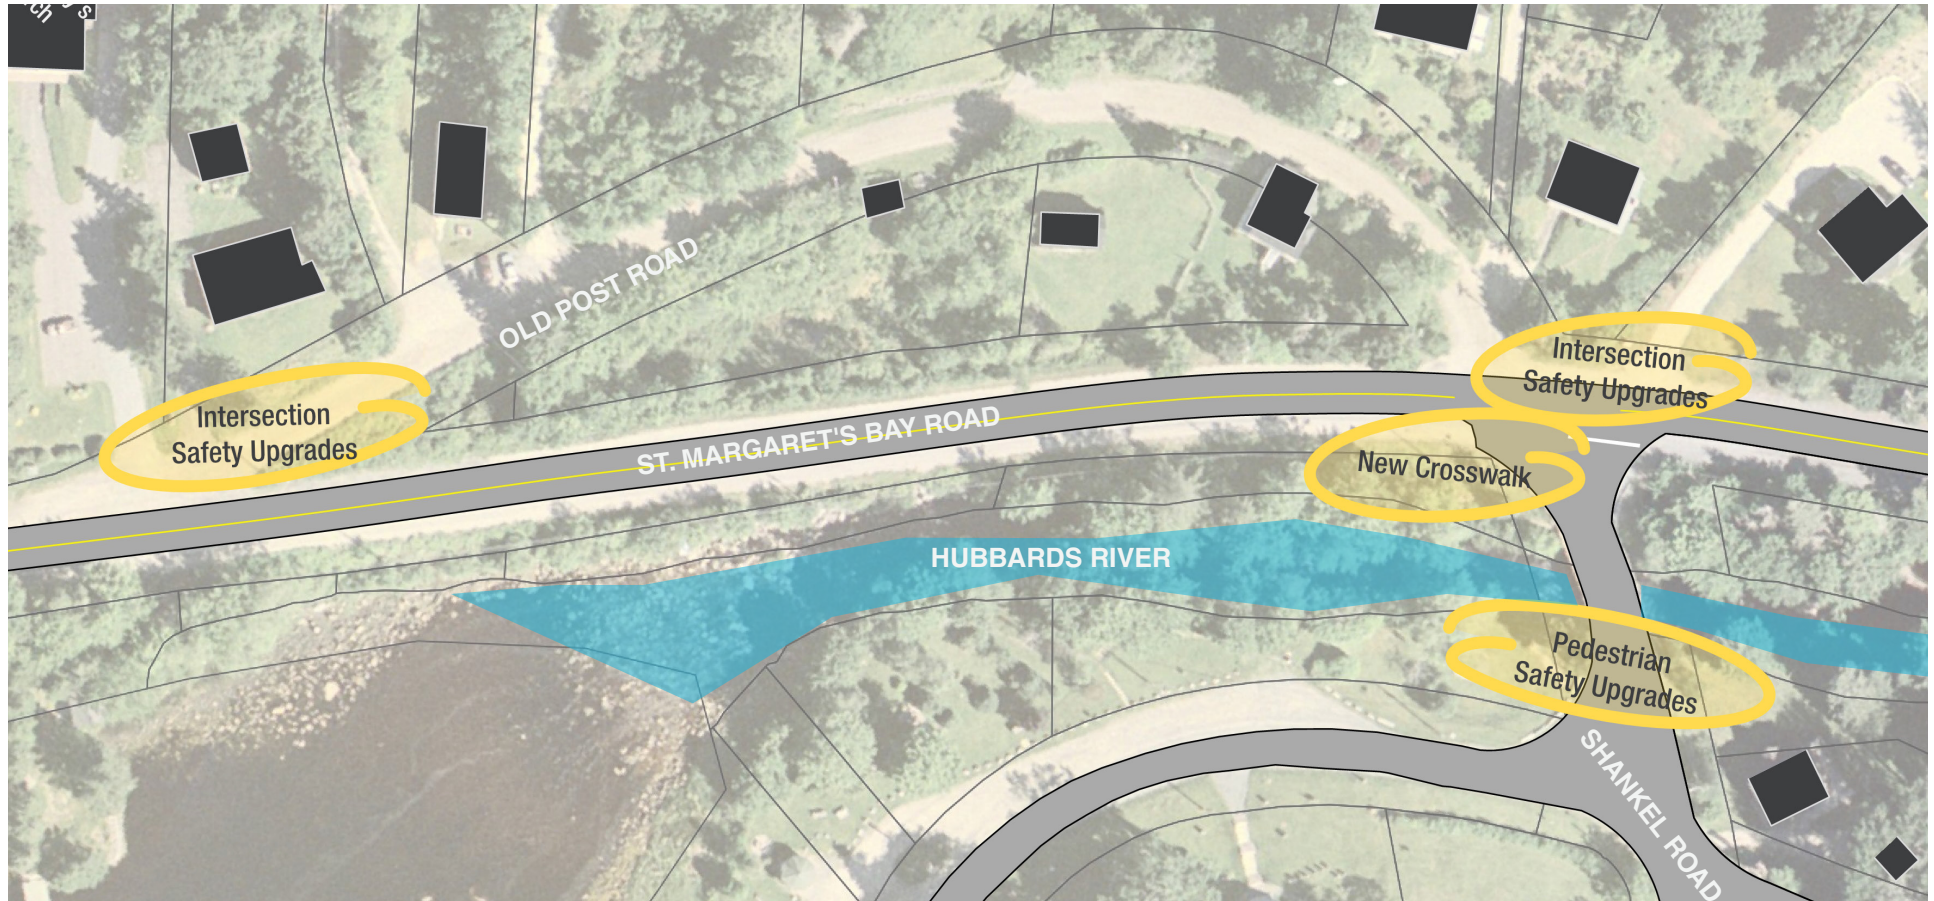 OLD POST ROAD
Intersection
Safety Upgrades
Intersection
Safety Upgrades
ST. MARGARET'S BAY ROAD
New Crosswalk
HUBBARDS RIVER
Pedestrian
Safety Upgrades
SHANKEL ROAD